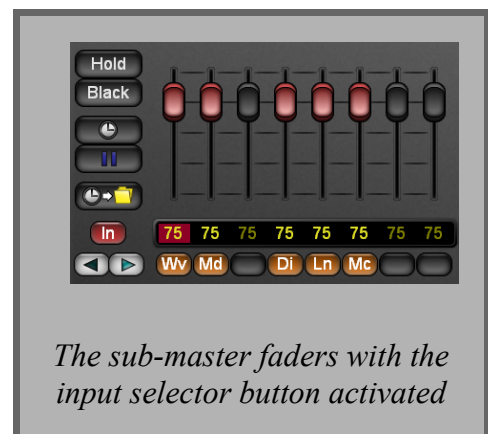 Hold
Black
In
75 75 75 75 75 75 75 75
Wv Md Di Ln Mc
The sub-master faders with the
input selector button activated